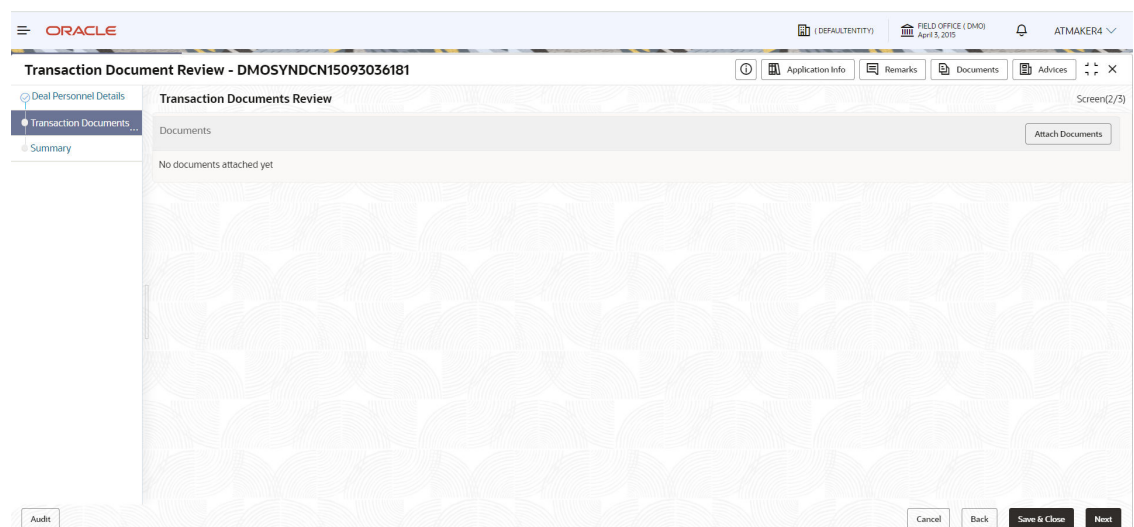 ORACLE
( DEFAULTENTITY)
FIELD OFFICE ( DMO)
April 3, 2015
ATMAKER4
Transaction Document Review - DMOSYNDCN15093036181
Application Info
Remarks
Documents
Advices
Deal Personnel Details
Transaction Documents ...
Summary
Transaction Documents Review
Screen(2/3)
Documents
Attach Documents
No documents attached yet
Audit
Cancel
Back
Save & Close
Next